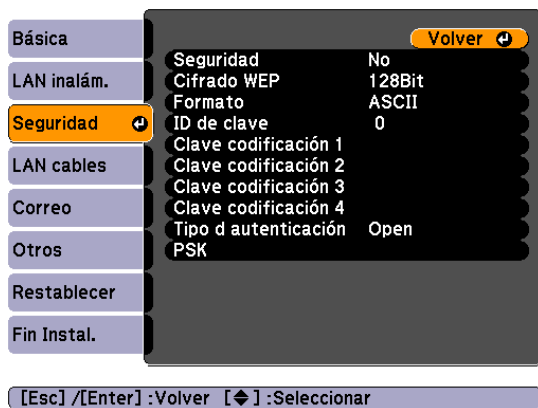 Básica
LAN inalám.
Seguridad
LAN cables
Correo
Otros
Restablecer
Fin Instal.
Volver
Seguridad No
Cifrado WEP 128Bit
Formato ASCII
ID de clave 0
Clave codificación 1
Clave codificación 2
Clave codificación 3
Clave codificación 4
Tipo d autenticación Open
PSK
[Esc] /[Enter] :Volver [◆] :Seleccionar